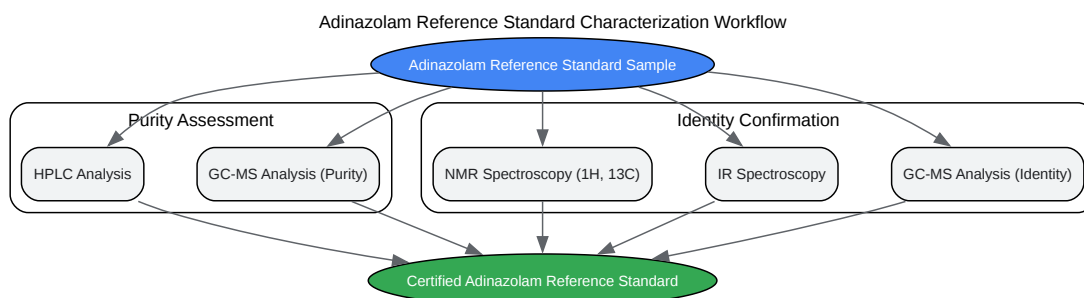 Adinazolam Reference Standard Characterization Workflow
Adinazolam Reference Standard Sample
Purity Assessment
Identity Confirmation
HPLC Analysis
GC-MS Analysis (Purity)
NMR Spectroscopy (1H, 13C)
IR Spectroscopy
GC-MS Analysis (Identity)
Certified Adinazolam Reference Standard